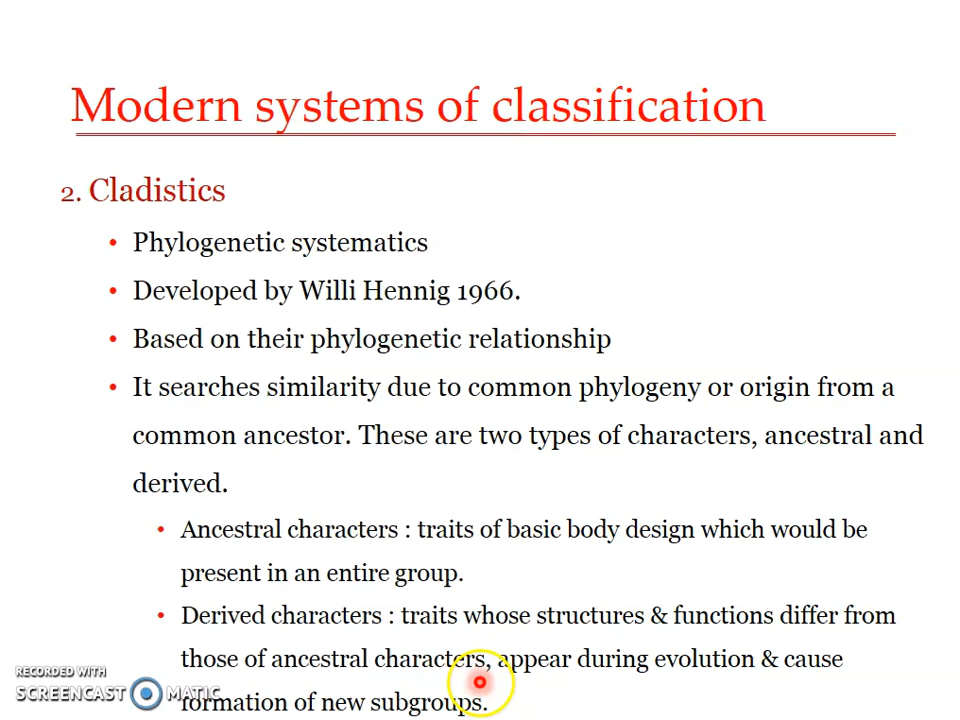 Modern systems of classification
2. Cladistics
• Phylogenetic systematics
• Developed by Willi Hennig 1966.
• Based on their phylogenetic relationship
• It searches similarity due to common phylogeny or origin from a
common ancestor. These are two types of characters, ancestral and
derived.
• Ancestral characters : traits of basic body design which would be
present in an entire group.
• Derived characters : traits whose structures & functions differ from
those of ancestral characters, appear during evolution & cause
formation of new subgroups.
RECORDED WITH
SCREENCAST MATIC